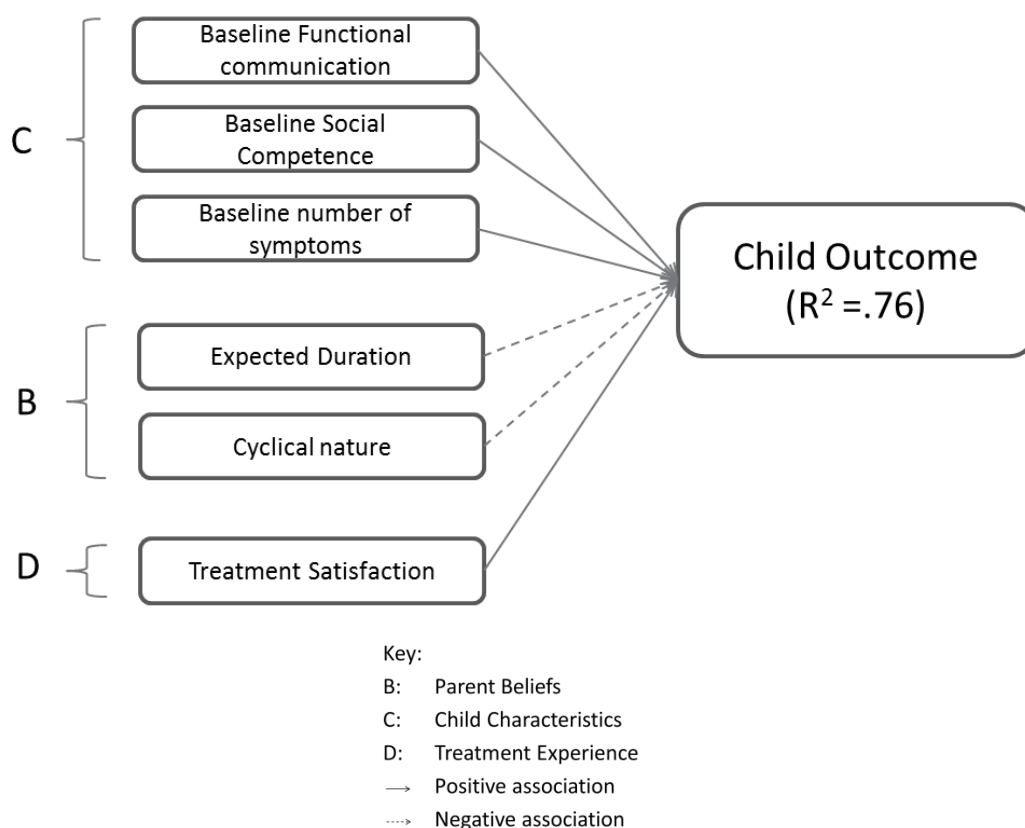 Baseline Functional
communication
C
Baseline Social
Competence
Baseline number of
symptoms
Child Outcome
(R² =.76)
B
Expected Duration
Cyclical nature
D
Treatment Satisfaction
Key:
B: Parent Beliefs
C: Child Characteristics
D: Treatment Experience
Positive association
Negative association